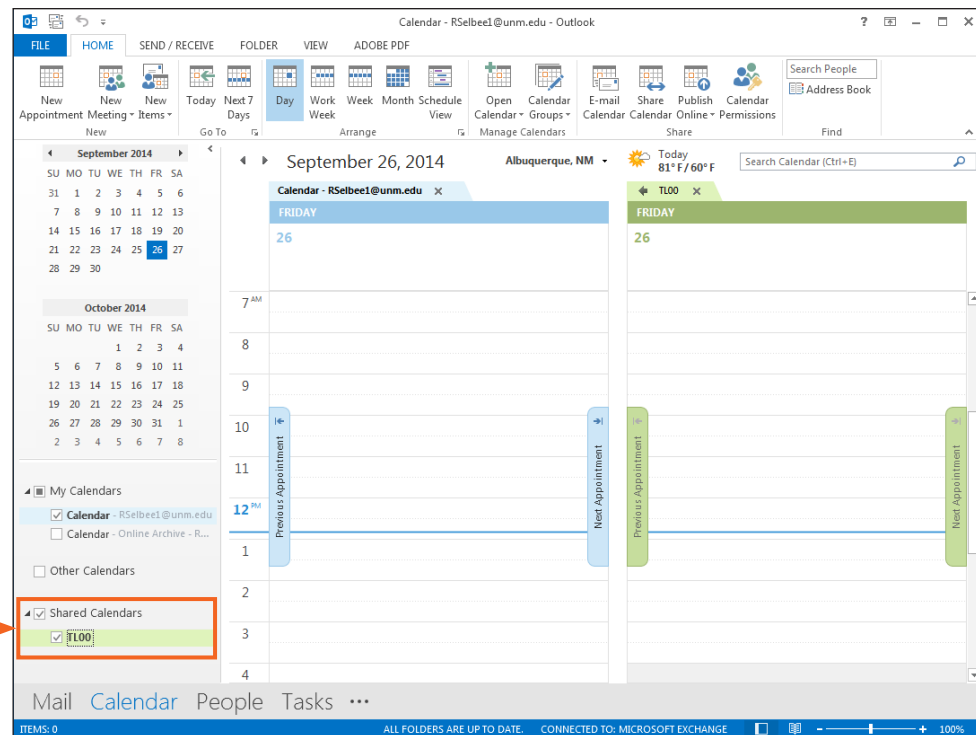 Calendar - RSelbee1@unm.edu - Outlook
FILE HOME SEND / RECEIVE FOLDER VIEW ADOBE PDF
New Appointment
New Meeting
New Items
New
Today
Next 7 Days
Go To
Day
Work Week
Week
Month
Schedule View
Arrange
Open Calendar
Calendar Groups
Manage Calendars
E-mail Calendar
Share Calendar
Publish Online
Calendar Permissions
Share
Search People
Address Book
Find
September 2014
SU MO TU WE TH FR SA
31 1 2 3 4 5 6
7 8 9 10 11 12 13
14 15 16 17 18 19 20
21 22 23 24 25 26 27
28 29 30
October 2014
SU MO TU WE TH FR SA
1 2 3 4
5 6 7 8 9 10 11
12 13 14 15 16 17 18
19 20 21 22 23 24 25
26 27 28 29 30 31 1
2 3 4 5 6 7 8
My Calendars
Calendar - RSelbee1@unm.edu
Calendar - Online Archive - R...
Other Calendars
Shared Calendars
TL00
September 26, 2014
Albuquerque, NM
Today
81° F / 60° F
Search Calendar (Ctrl+E)
Calendar - RSelbee1@unm.edu
TL00
FRIDAY
FRIDAY
26
26
7 AM
8
9
10
11
12 PM
1
2
3
4
Previous Appointment
Next Appointment
Previous Appointment
Next Appointment
Mail Calendar People Tasks •••
ITEMS: 0
ALL FOLDERS ARE UP TO DATE.
CONNECTED TO: MICROSOFT EXCHANGE
100%